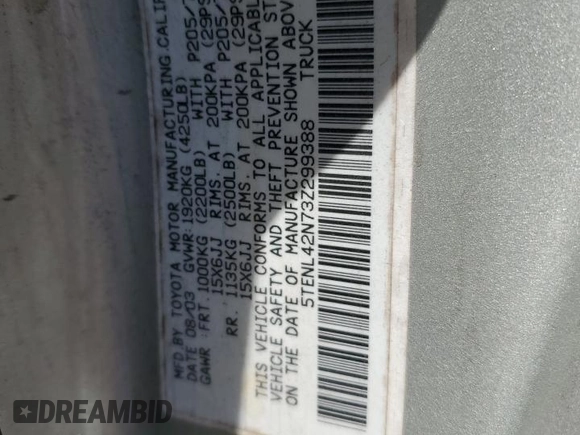 MFD BY TOYOTA MOTOR MANUFACTURING CALIF
DATE 08/03 GVWR:1920KG (4250LB)
GAWR: FRT.1000KG (2200LB) WITH P205/
15X6JJ RIMS. AT 200KPA (29PS
RR. 1135KG (2500LB) WITH P205/
15X6JJ RIMS. AT 200KPA (29PS
THIS VEHICLE CONFORMS TO ALL APPLICABLE
VEHICLE SAFETY AND THEFT PREVENTION ST
ON THE DATE OF MANUFACTURE SHOWN ABOV
5TENL42N73Z299388 TRUCK
DREAMBID